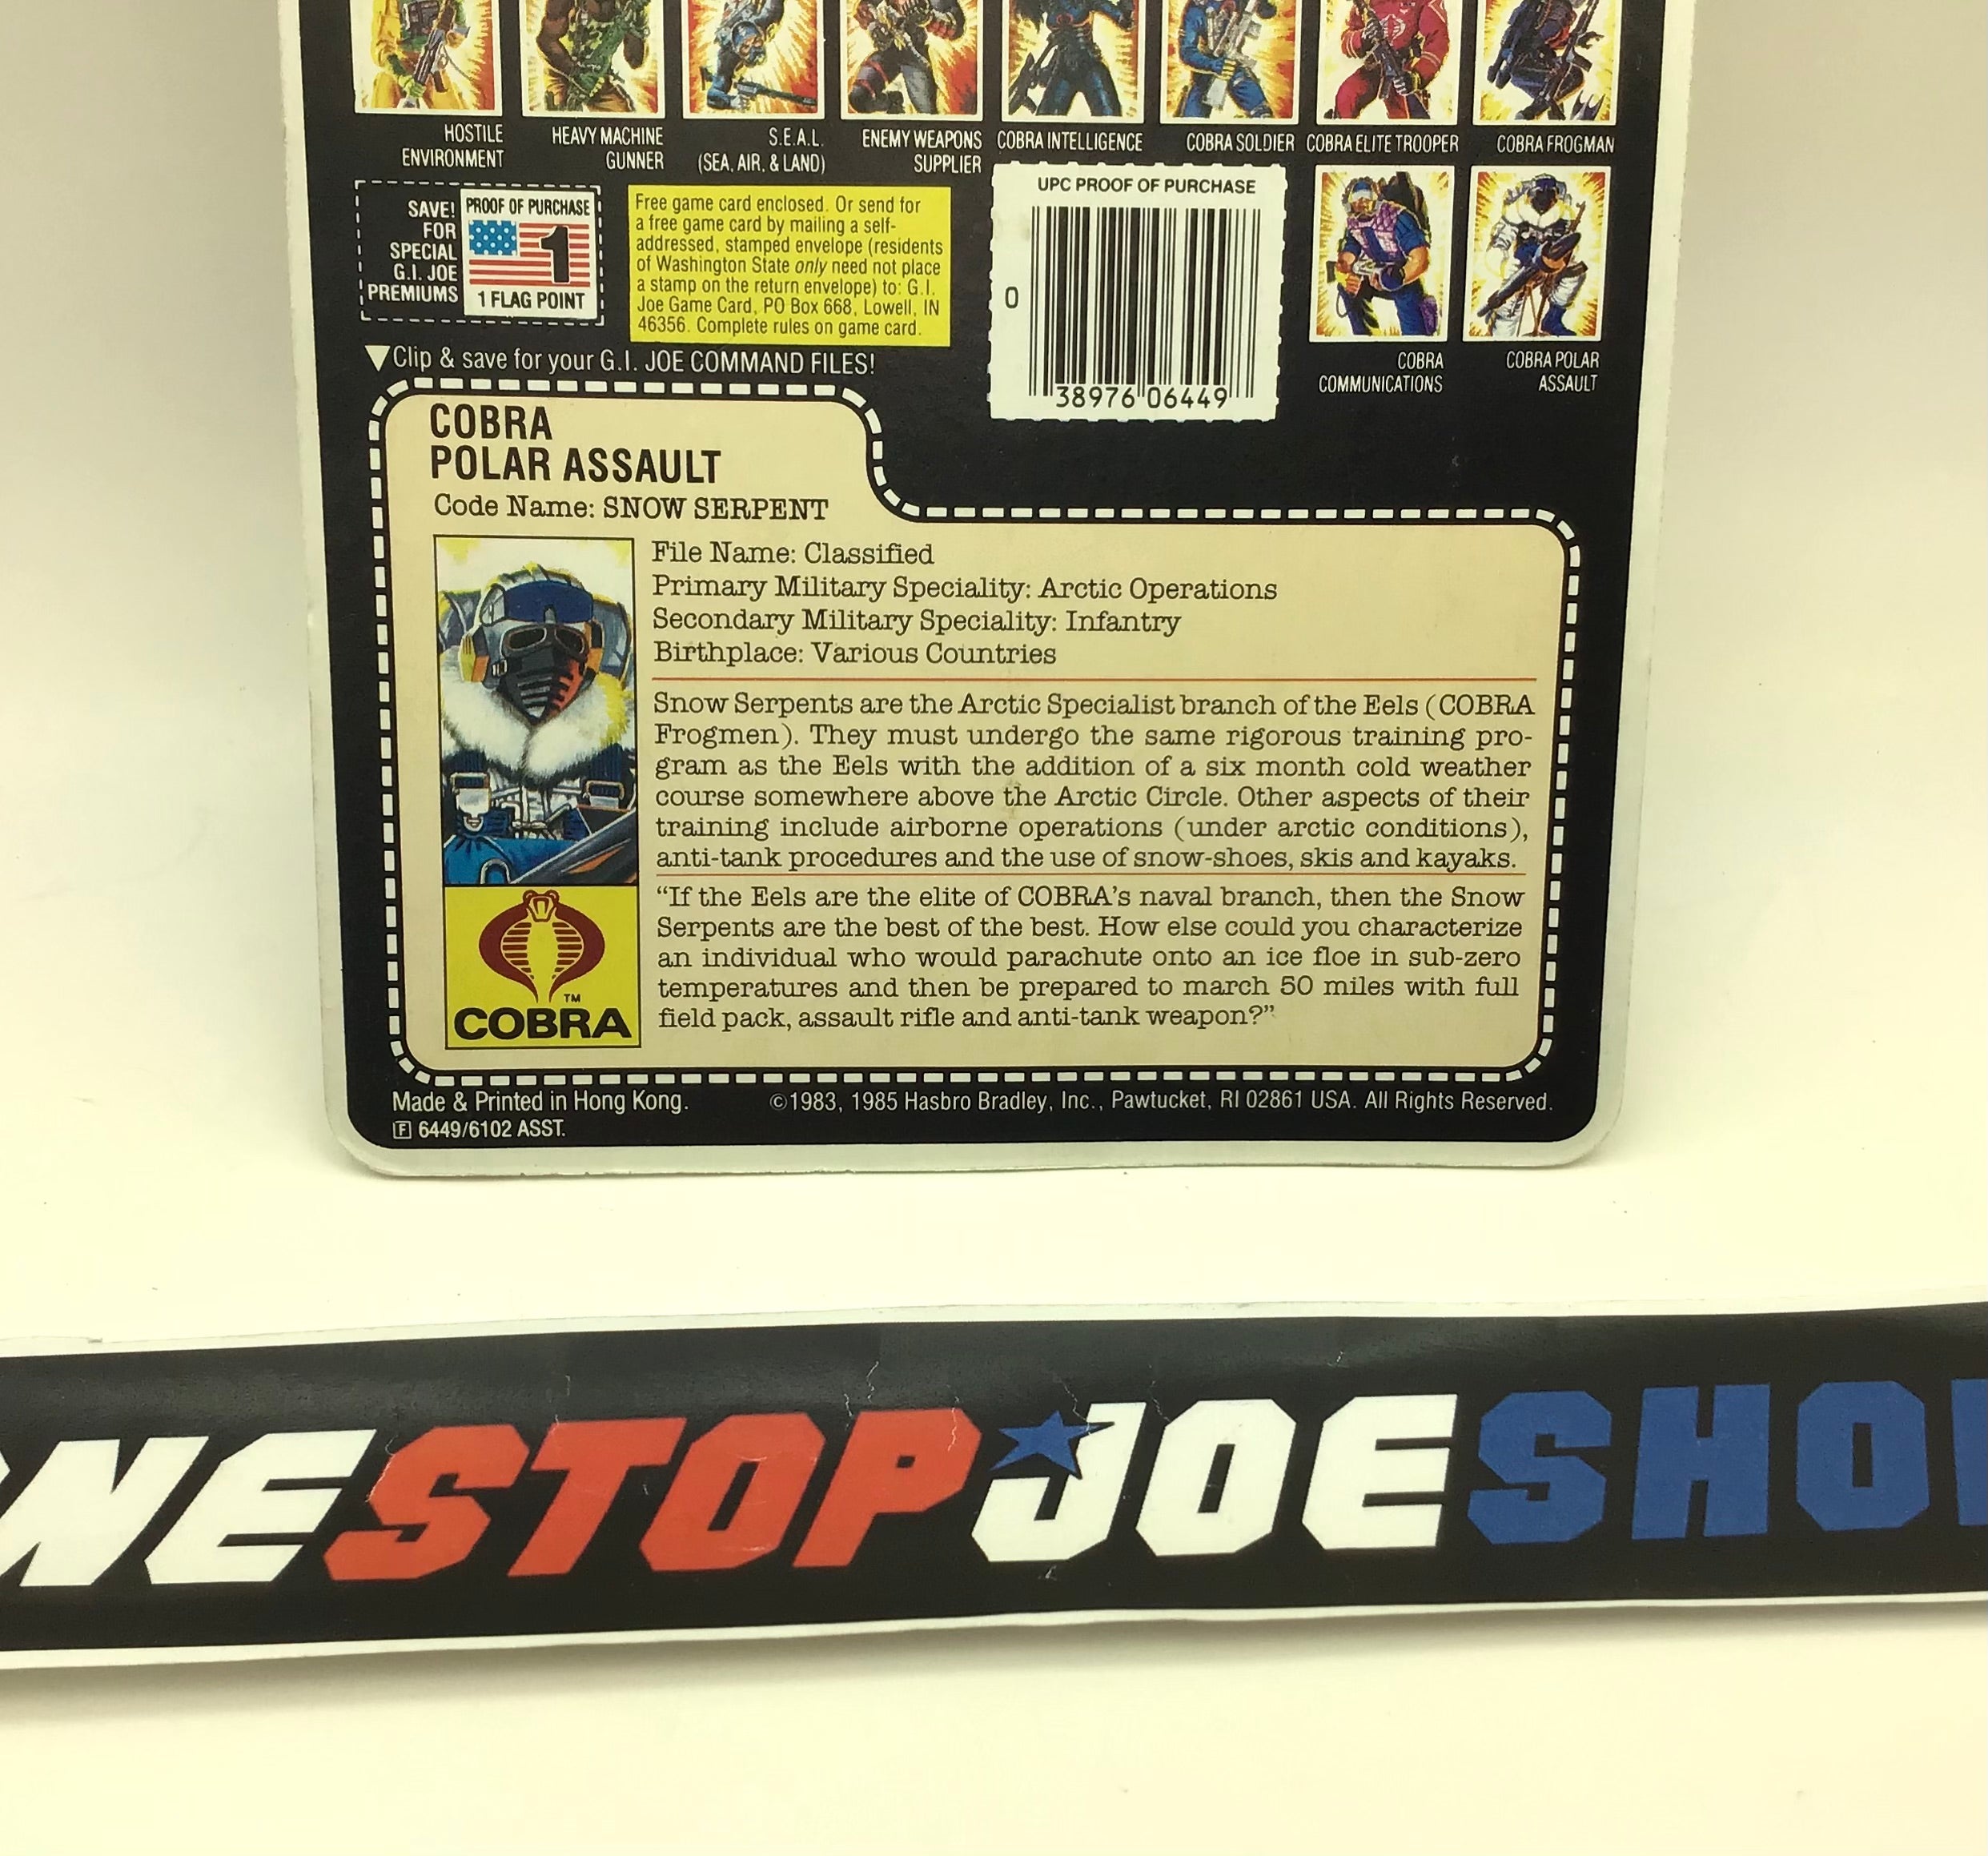 HOSTILE
ENVIRONMENT
HEAVY MACHINE
GUNNER
S.E.A.L.
(SEA, AIR, & LAND)
ENEMY WEAPONS
SUPPLIER
COBRA INTELLIGENCE
COBRA SOLDIER
COBRA ELITE TROOPER
COBRA FROGMAN
SAVE!
FOR
SPECIAL
G.I. JOE
PREMIUMS
PROOF OF PURCHASE
1
1 FLAG POINT
Free game card enclosed. Or send for
a free game card by mailing a self-
addressed, stamped envelope (residents
of Washington State only need not place
a stamp on the return envelope) to: G.I.
Joe Game Card, PO Box 668, Lowell, IN
46356. Complete rules on game card.
UPC PROOF OF PURCHASE
0
38976 06449
COBRA
COMMUNICATIONS
COBRA POLAR
ASSAULT
▼Clip & save for your G.I. JOE COMMAND FILES!
COBRA
POLAR ASSAULT
Code Name: SNOW SERPENT
File Name: Classified
Primary Military Speciality: Arctic Operations
Secondary Military Speciality: Infantry
Birthplace: Various Countries
Snow Serpents are the Arctic Specialist branch of the Eels (COBRA
Frogmen). They must undergo the same rigorous training pro-
gram as the Eels with the addition of a six month cold weather
course somewhere above the Arctic Circle. Other aspects of their
training include airborne operations (under arctic conditions),
anti-tank procedures and the use of snow-shoes, skis and kayaks.
“If the Eels are the elite of COBRA’s naval branch, then the Snow
Serpents are the best of the best. How else could you characterize
an individual who would parachute onto an ice floe in sub-zero
temperatures and then be prepared to march 50 miles with full
field pack, assault rifle and anti-tank weapon?”
TM
COBRA
Made & Printed in Hong Kong.
©1983, 1985 Hasbro Bradley, Inc., Pawtucket, RI 02861 USA. All Rights Reserved.
F 6449/6102 ASST.
NESTOPJOESHO